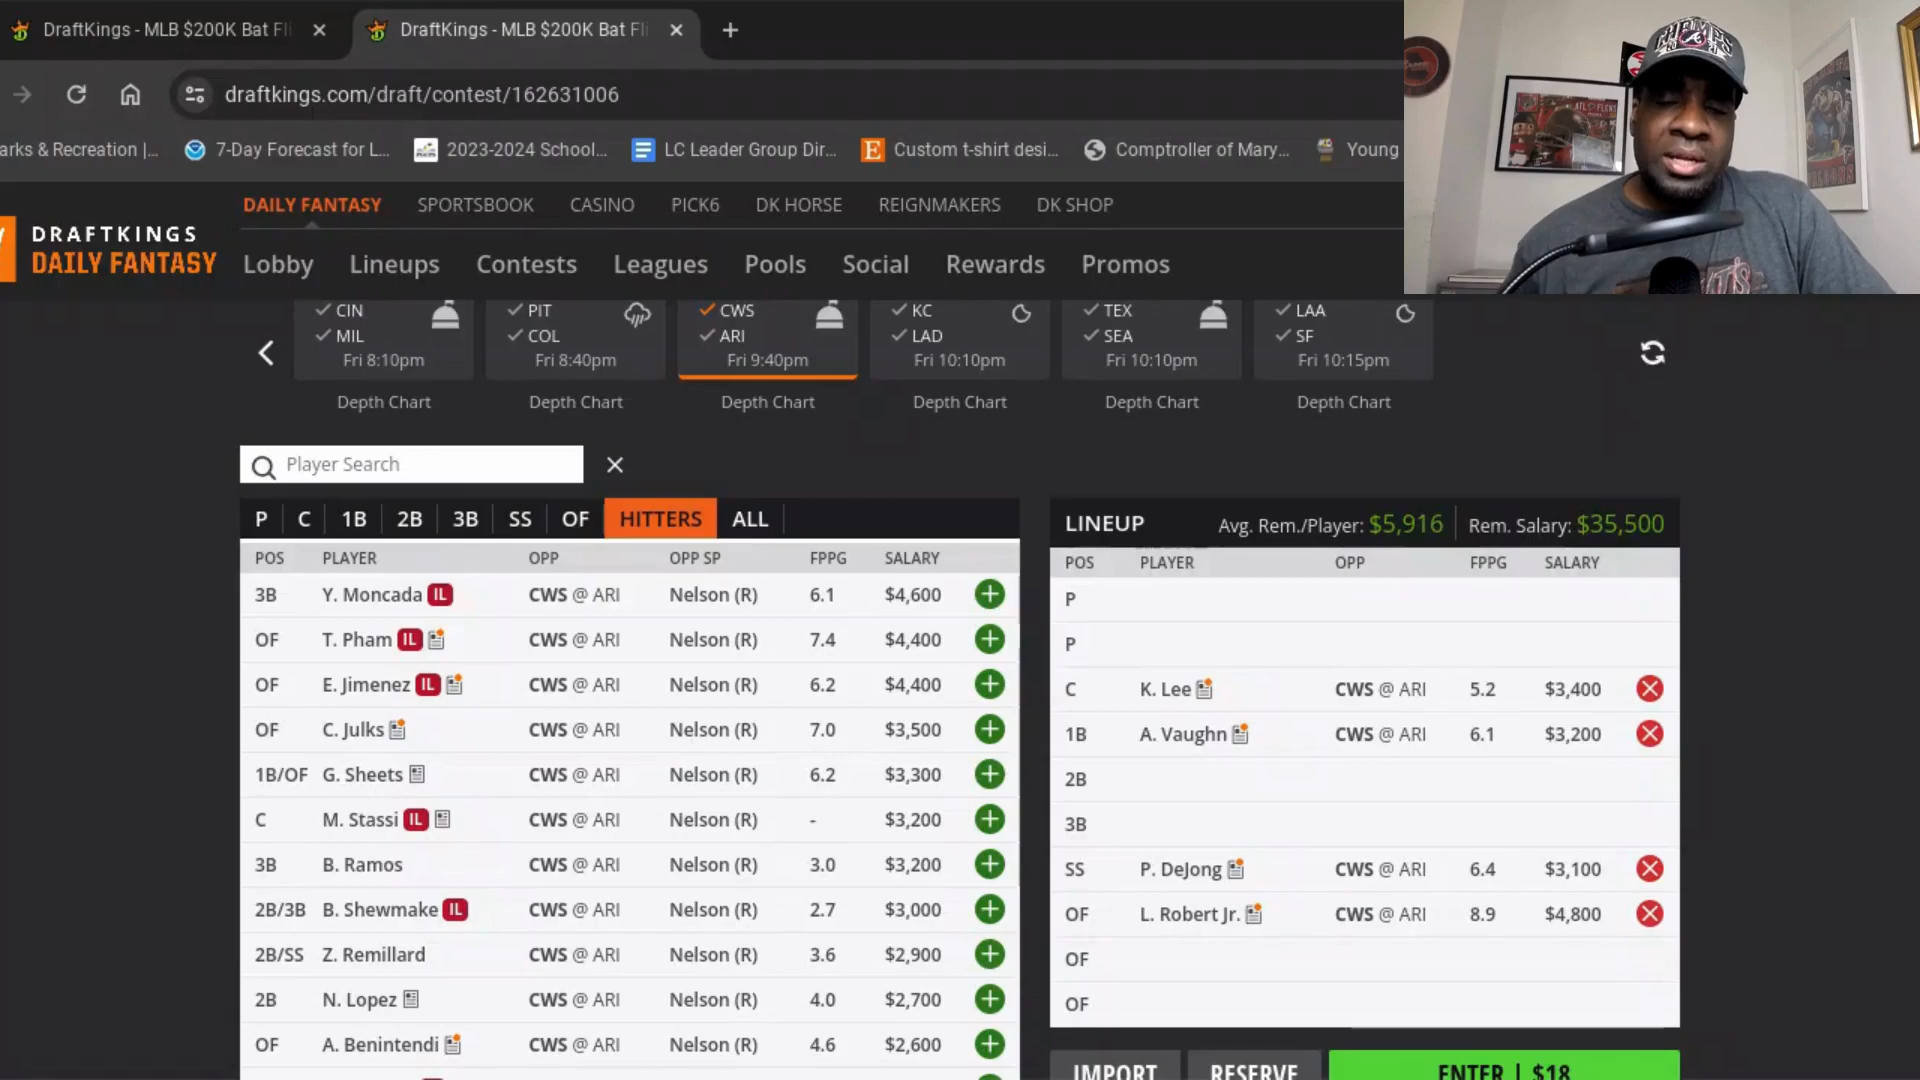 DraftKings - MLB $200K Bat Fli
DraftKings - MLB $200K Bat Fli
draftkings.com/draft/contest/162631006
arks & Recreation |...
7-Day Forecast for L...
2023-2024 School...
LC Leader Group Dir...
Custom t-shirt desi...
Comptroller of Mary...
Young
DAILY FANTASY SPORTSBOOK CASINO PICK6 DK HORSE REIGNMAKERS DK SHOP
DRAFTKINGS
DAILY FANTASY
Lobby Lineups Contests Leagues Pools Social Rewards Promos
CIN
MIL
Fri 8:10pm
Depth Chart
PIT
COL
Fri 8:40pm
Depth Chart
CWS
ARI
Fri 9:40pm
Depth Chart
KC
LAD
Fri 10:10pm
Depth Chart
TEX
SEA
Fri 10:10pm
Depth Chart
LAA
SF
Fri 10:15pm
Depth Chart
Player Search
P C 1B 2B 3B SS OF HITTERS ALL
POS PLAYER OPP OPP SP FPPG SALARY
3B Y. Moncada IL CWS @ ARI Nelson (R) 6.1 $4,600
OF T. Pham IL CWS @ ARI Nelson (R) 7.4 $4,400
OF E. Jimenez IL CWS @ ARI Nelson (R) 6.2 $4,400
OF C. Julks CWS @ ARI Nelson (R) 7.0 $3,500
1B/OF G. Sheets CWS @ ARI Nelson (R) 6.2 $3,300
C M. Stassi IL CWS @ ARI Nelson (R) - $3,200
3B B. Ramos CWS @ ARI Nelson (R) 3.0 $3,200
2B/3B B. Shewmake IL CWS @ ARI Nelson (R) 2.7 $3,000
2B/SS Z. Remillard CWS @ ARI Nelson (R) 3.6 $2,900
2B N. Lopez CWS @ ARI Nelson (R) 4.0 $2,700
OF A. Benintendi CWS @ ARI Nelson (R) 4.6 $2,600
LINEUP Avg. Rem./Player: $5,916 Rem. Salary: $35,500
POS PLAYER OPP FPPG SALARY
P
P
C K. Lee CWS @ ARI 5.2 $3,400
1B A. Vaughn CWS @ ARI 6.1 $3,200
2B
3B
SS P. DeJong CWS @ ARI 6.4 $3,100
OF L. Robert Jr. CWS @ ARI 8.9 $4,800
OF
OF
IMPORT RESERVE ENTER | $18